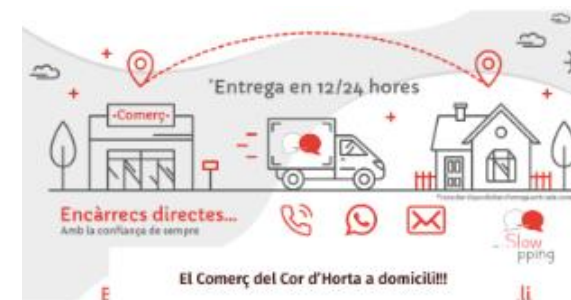 *Entrega en 12/24 hores
·Comerç·
Encàrrecs directes...
Amb la confiança de sempre
Slow
pping
El Comerç del Cor d'Horta a domicili!!!
E
li